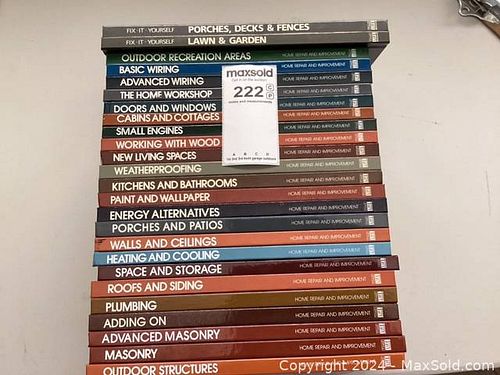 FIX·IT·YOURSELF PORCHES, DECKS & FENCES
FIX·IT·YOURSELF LAWN & GARDEN
OUTDOOR RECREATION AREAS HOME REPAIR AND IMPROVEMENT
BASIC WIRING HOME REPAIR AND IMPROVEMENT
maxsold
ADVANCED WIRING HOME REPAIR AND IMPROVEMENT
222
THE HOME WORKSHOP HOME REPAIR AND IMPROVEMENT
DOORS AND WINDOWS HOME REPAIR AND IMPROVEMENT
CABINS AND COTTAGES HOME REPAIR AND IMPROVEMENT
SMALL ENGINES HOME REPAIR AND IMPROVEMENT
WORKING WITH WOOD HOME REPAIR AND IMPROVEMENT
NEW LIVING SPACES HOME REPAIR AND IMPROVEMENT
A B C D
WEATHERPROOFING HOME REPAIR AND IMPROVEMENT
KITCHENS AND BATHROOMS HOME REPAIR AND IMPROVEMENT
PAINT AND WALLPAPER HOME REPAIR AND IMPROVEMENT
ENERGY ALTERNATIVES HOME REPAIR AND IMPROVEMENT
PORCHES AND PATIOS HOME REPAIR AND IMPROVEMENT
WALLS AND CEILINGS HOME REPAIR AND IMPROVEMENT
HEATING AND COOLING HOME REPAIR AND IMPROVEMENT
SPACE AND STORAGE HOME REPAIR AND IMPROVEMENT
ROOFS AND SIDING HOME REPAIR AND IMPROVEMENT
PLUMBING HOME REPAIR AND IMPROVEMENT
ADDING ON HOME REPAIR AND IMPROVEMENT
ADVANCED MASONRY HOME REPAIR AND IMPROVEMENT
MASONRY HOME REPAIR AND IMPROVEMENT
OUTDOOR STRUCTURES
Copyright 2024 - MaxSold.com